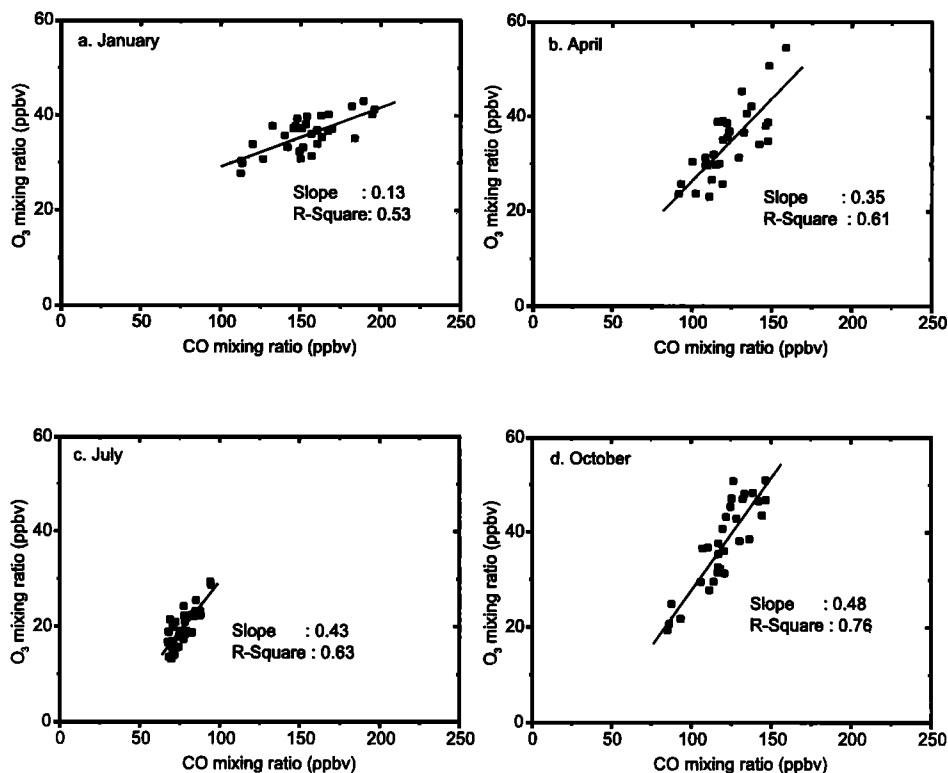 60
40
20
0
O3 mixing ratio (ppbv)
a. January
Slope : 0.13
R-Square: 0.53
0 50 100 150 200 250
CO mixing ratio (ppbv)
60
40
20
0
O3 mixing ratio (ppbv)
b. April
Slope : 0.35
R-Square : 0.61
0 50 100 150 200 250
CO mixing ratio (ppbv)
60
40
20
0
O3 mixing ratio (ppbv)
c. July
Slope : 0.43
R-Square : 0.63
0 50 100 150 200 250
CO mixing ratio (ppbv)
60
40
20
0
O3 mixing ratio (ppbv)
d. October
Slope : 0.48
R-Square : 0.76
0 50 100 150 200 250
CO mixing ratio (ppbv)